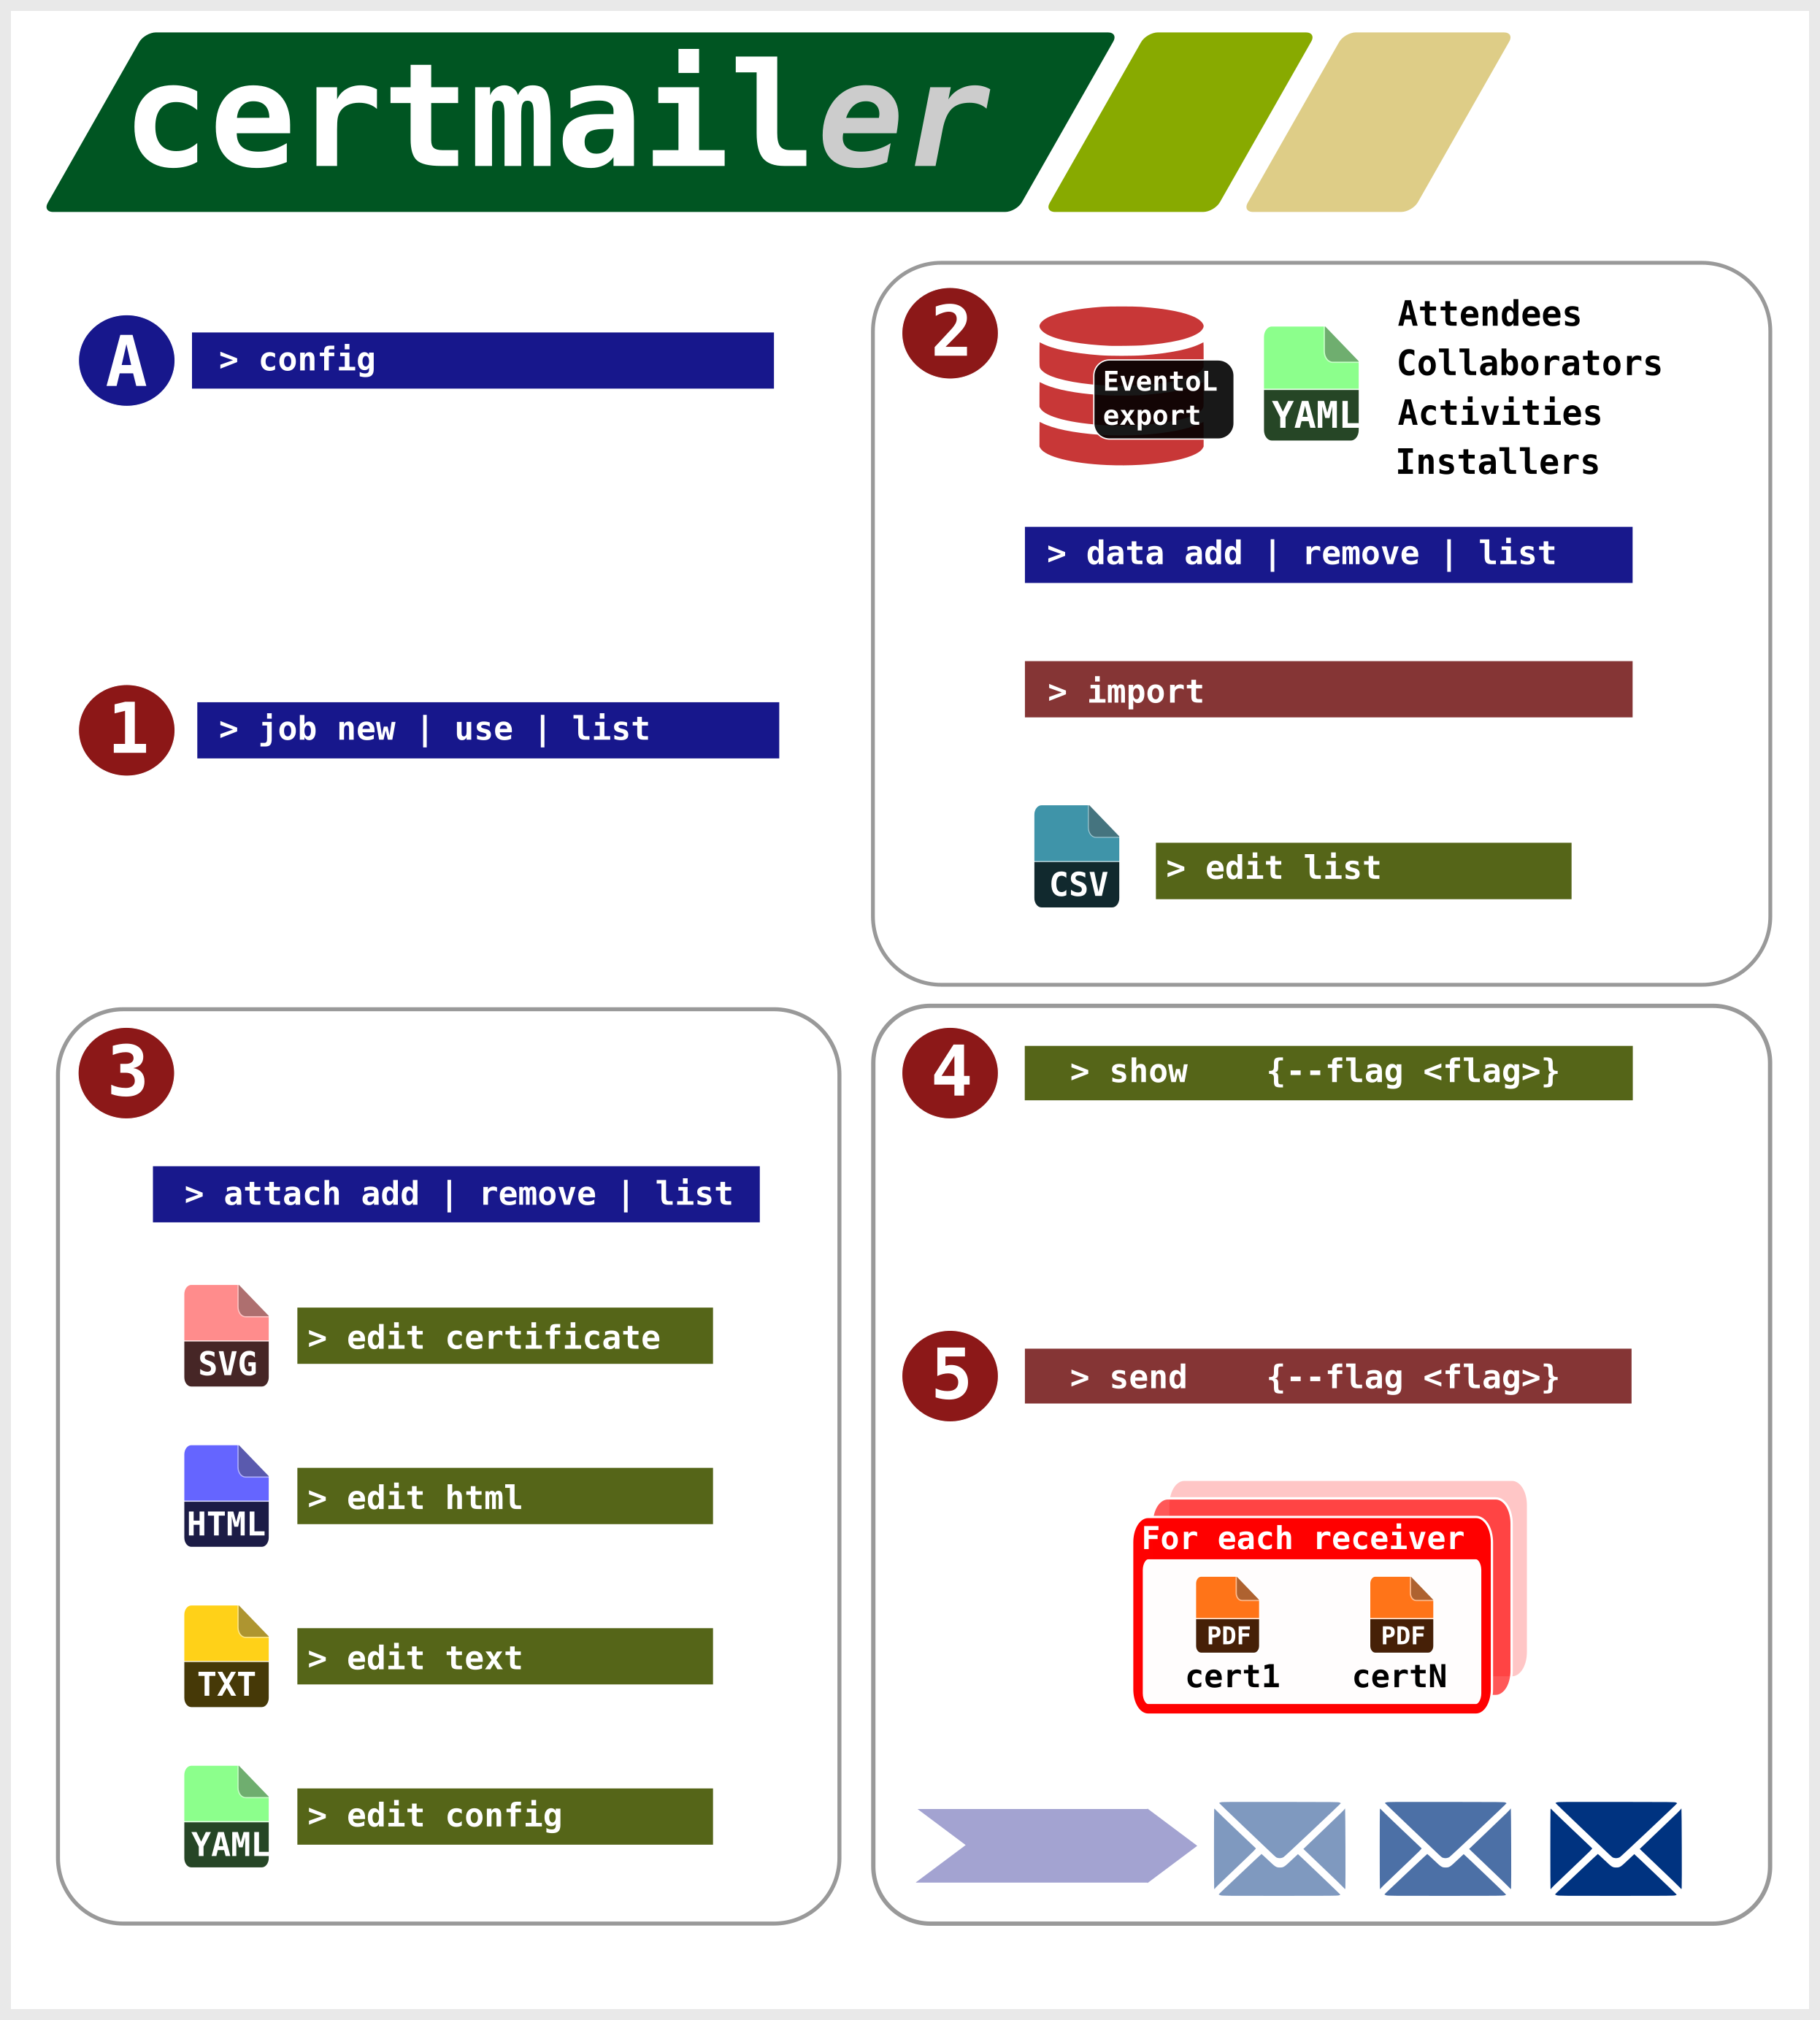 certmailer
A
> config
1
> job new | use | list
2
EventoL
export
YAML
Attendees
Collaborators
Activities
Installers
> data add | remove | list
> import
CSV
> edit list
3
> attach add | remove | list
SVG
> edit certificate
HTML
> edit html
TXT
> edit text
YAML
> edit config
4
> show {--flag <flag>}
5
> send {--flag <flag>}
For each receiver
PDF
cert1
PDF
certN